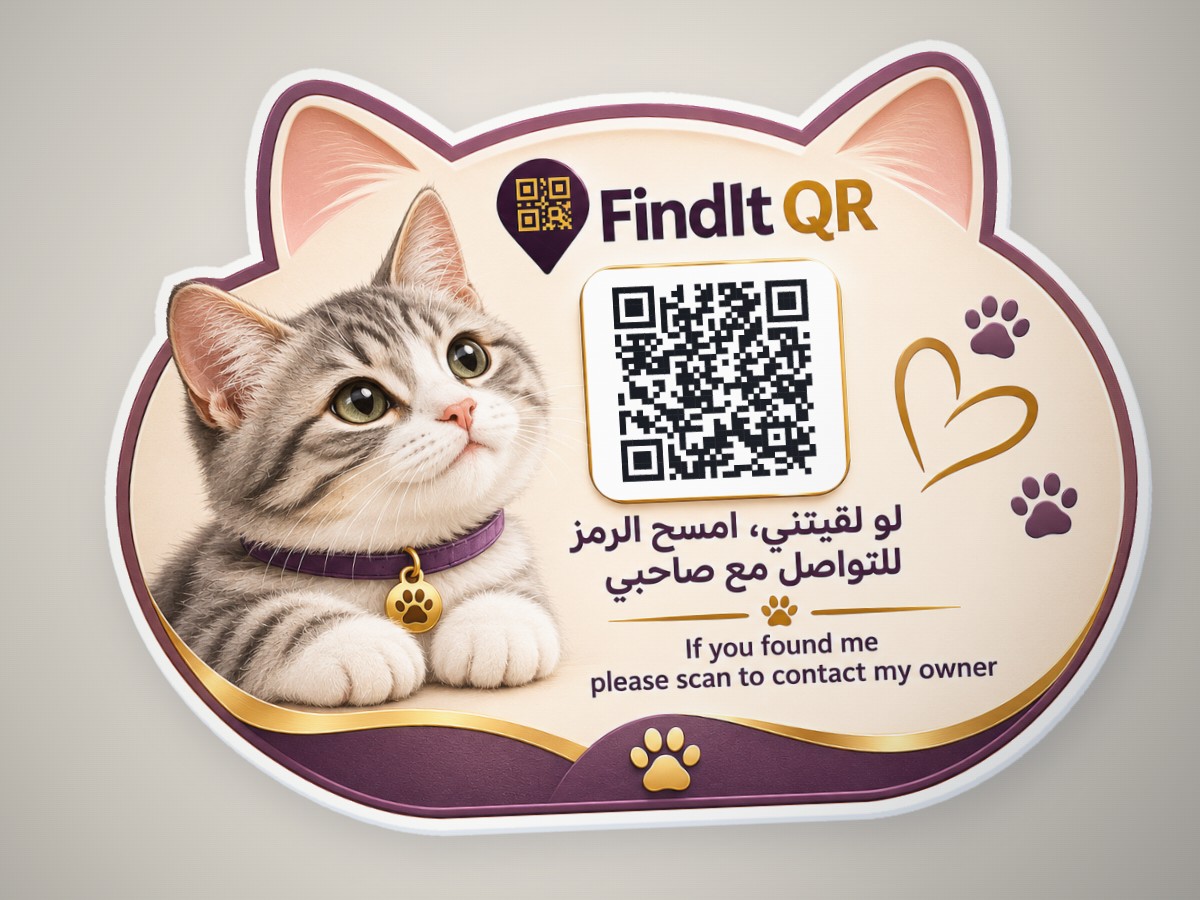 FindIt QR
لو لقيتني، امسح الرمز
للتواصل مع صاحبي
If you found me
please scan to contact my owner